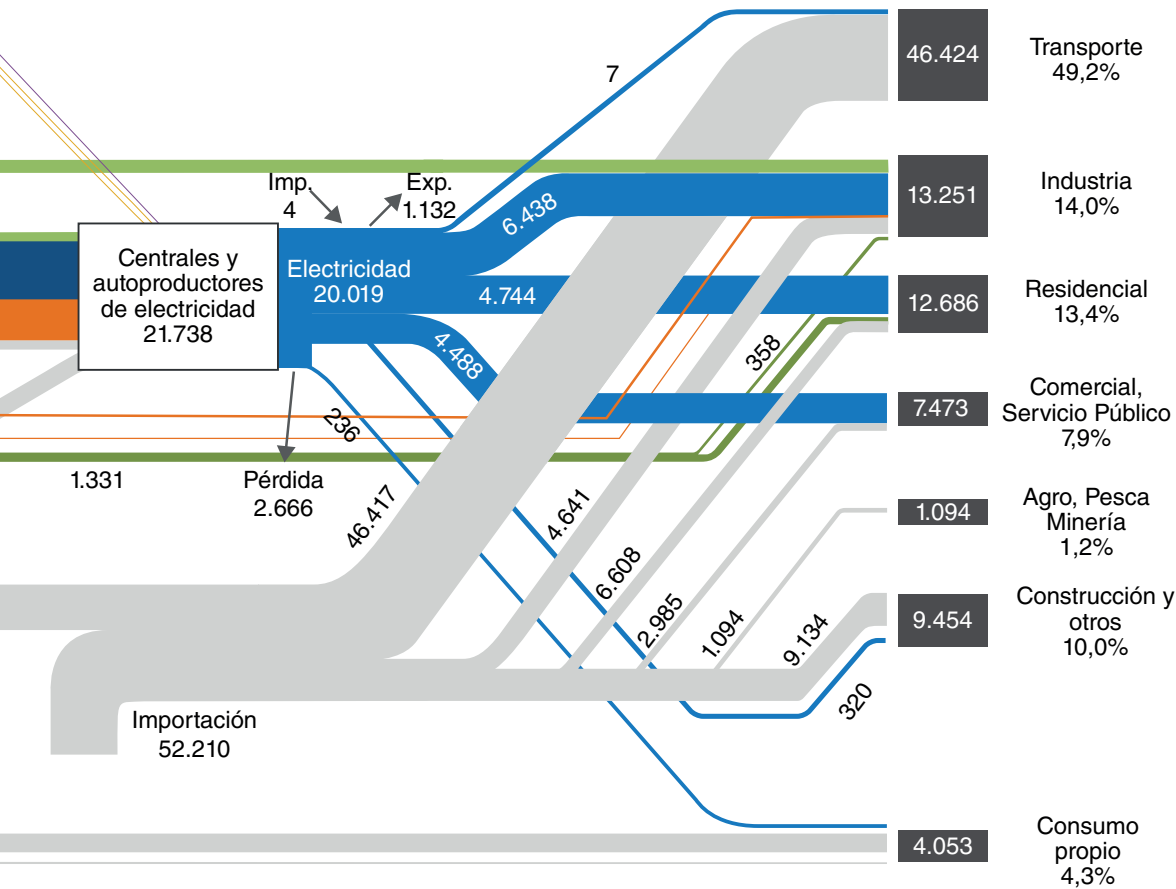 46.424
Transporte
49,2%
7
Imp.
4
Exp.
1.132
6.438
13.251
Industria
14,0%
Centrales y
autoproductores
de electricidad
21.738
Electricidad
20.019
4.744
12.686
Residencial
13,4%
4.488
358
7.473
Comercial,
Servicio Público
7,9%
236
1.331
Pérdida
2.666
46.417
4.641
6.608
2.985
1.094
9.134
320
1.094
Agro, Pesca
Minería
1,2%
9.454
Construcción y
otros
10,0%
Importación
52.210
4.053
Consumo
propio
4,3%